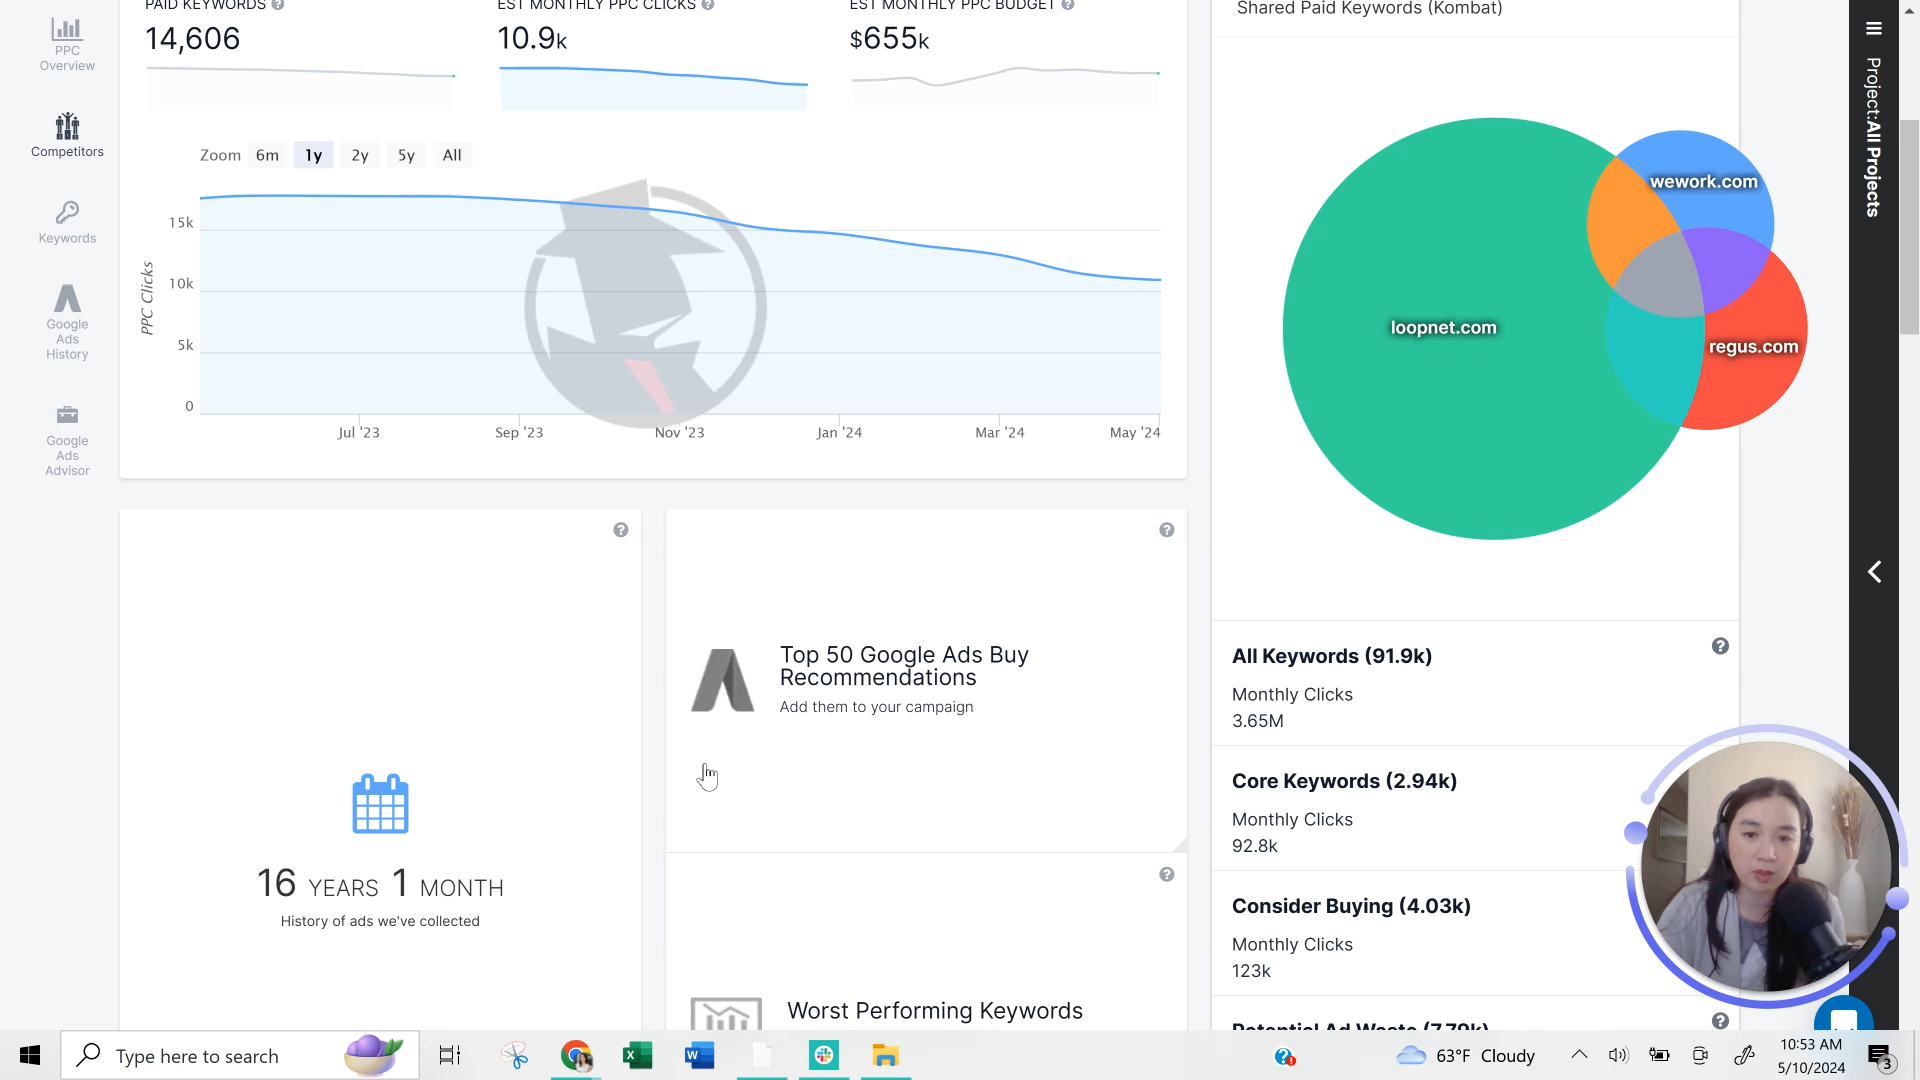 PAID KEYWORDS
14,606
EST MONTHLY PPC CLICKS
10.9k
EST MONTHLY PPC BUDGET
$655k
Shared Paid Keywords (Kombat)
PPC
Overview
Competitors
Keywords
Google
Ads
History
Google
Ads
Advisor
Zoom 6m 1y 2y 5y All
PPC Clicks
15k
10k
5k
0
Jul '23
Sep '23
Nov '23
Jan '24
Mar '24
May '24
wework.com
loopnet.com
regus.com
Project: All Projects
16 YEARS 1 MONTH
History of ads we've collected
Top 50 Google Ads Buy
Recommendations
Add them to your campaign
Worst Performing Keywords
All Keywords (91.9k)
Monthly Clicks
3.65M
Core Keywords (2.94k)
Monthly Clicks
92.8k
Consider Buying (4.03k)
Monthly Clicks
123k
Potential Ad Waste (7.79k)
Type here to search
63°F Cloudy
10:53 AM
5/10/2024
3